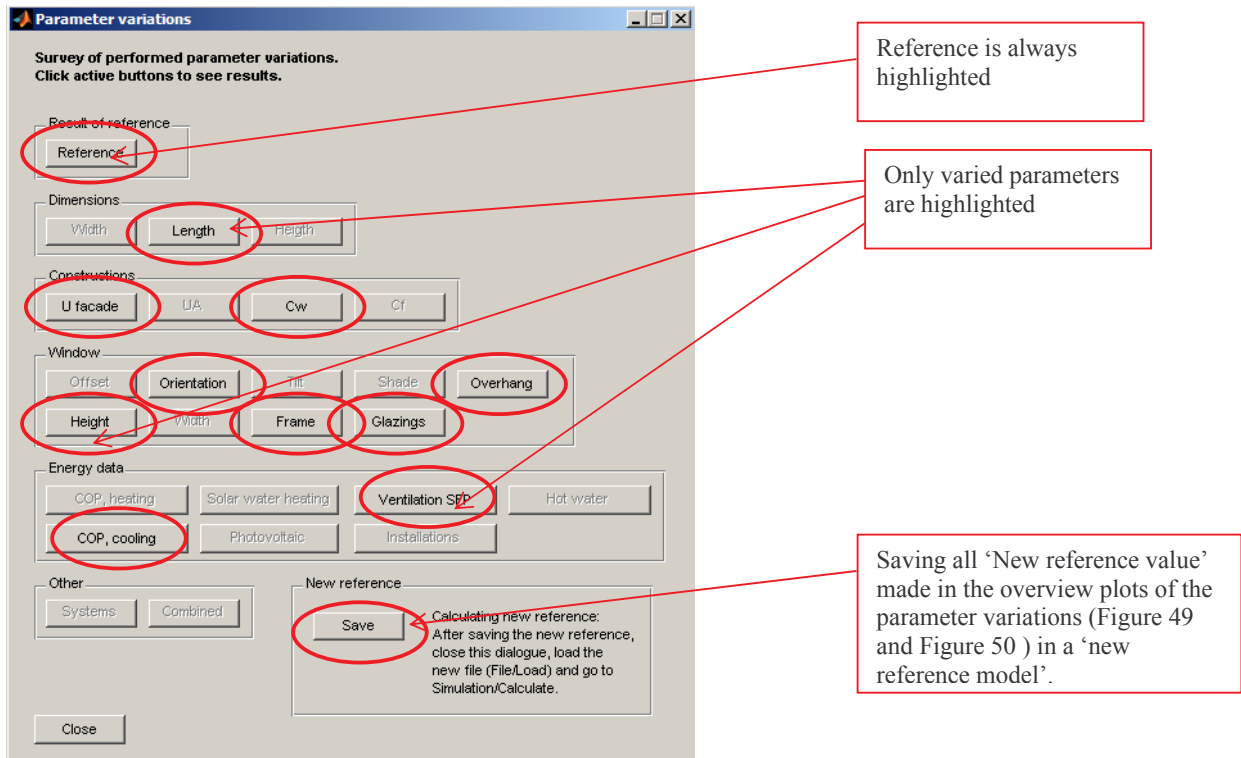 Parameter variations
Survey of performed parameter variations.
Click active buttons to see results.
Result of reference
Reference
Dimensions
Width Length Heigth
Constructions
U facade UA Cw Cf
Window
Offset Orientation Tilt Shade Overhang
Height Width Frame Glazings
Energy data
COP, heating Solar water heating Ventilation SFP Hot water
COP, cooling Photovoltaic Installations
Other
Systems Combined
New reference
Save
Calculating new reference:
After saving the new reference,
close this dialogue, load the
new file (File/Load) and go to
Simulation/Calculate.
Close
Reference is always
highlighted
Only varied parameters
are highlighted
Saving all ‘New reference value’
made in the overview plots of the
parameter variations (Figure 49
and Figure 50 ) in a ‘new
reference model’.